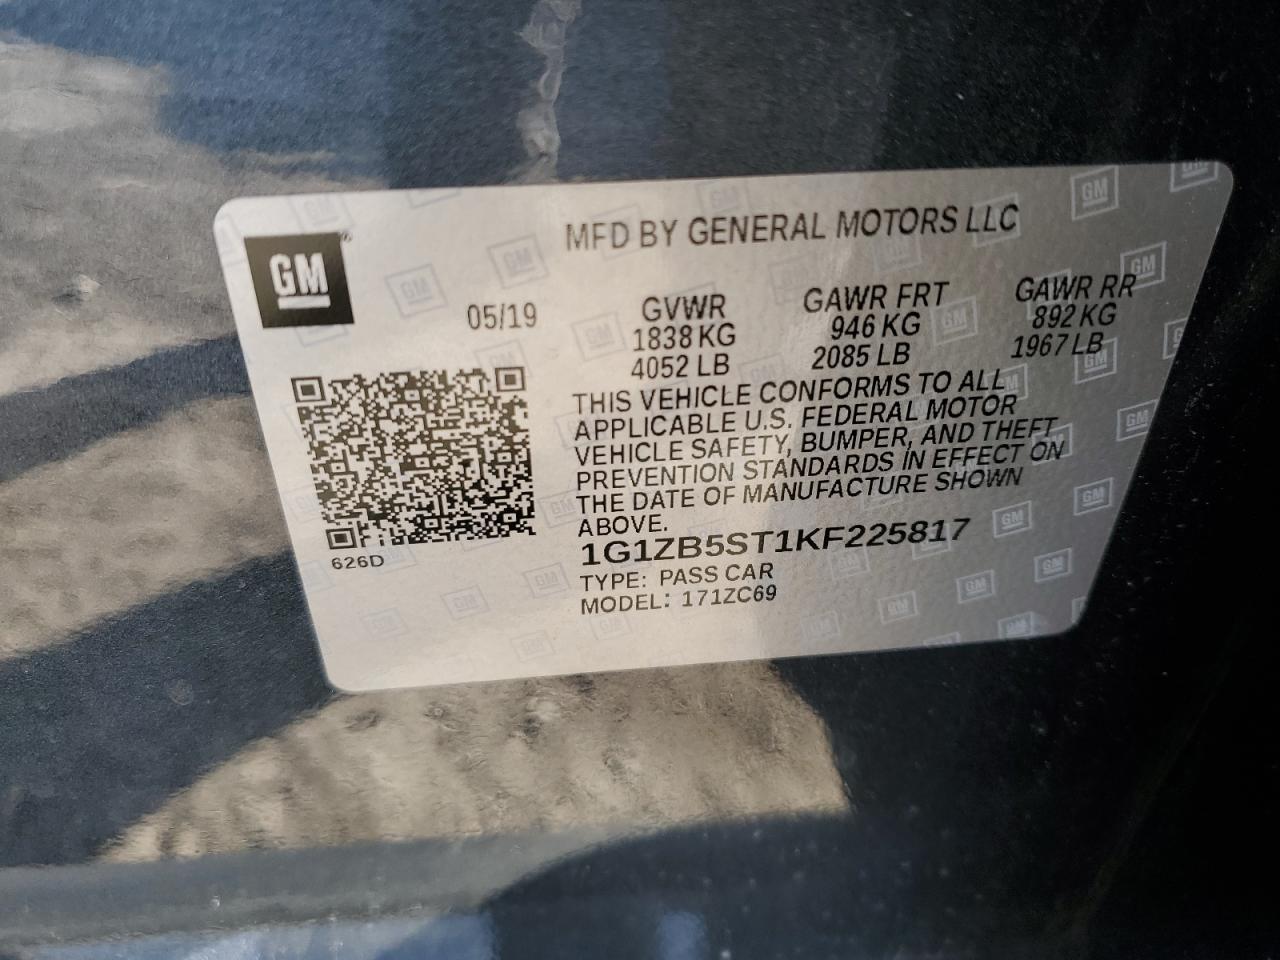 MFD BY GENERAL MOTORS LLC
GM
05/19
GVWR GAWR FRT GAWR RR
1838 KG 946 KG 892 KG
4052 LB 2085 LB 1967 LB
THIS VEHICLE CONFORMS TO ALL
APPLICABLE U.S. FEDERAL MOTOR
VEHICLE SAFETY, BUMPER, AND THEFT
PREVENTION STANDARDS IN EFFECT ON
THE DATE OF MANUFACTURE SHOWN
ABOVE.
1G1ZB5ST1KF225817
TYPE: PASS CAR
MODEL: 171ZC69
626D